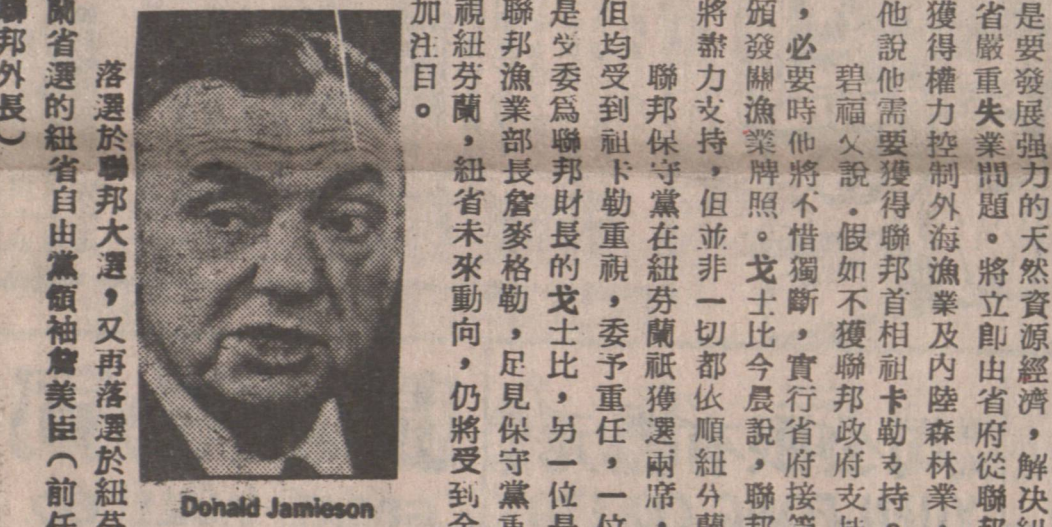 是要發展强力的天然資源經濟，解決
省嚴重失業問題。將立即由省府從聯
獲得權力控制外海漁業及內陸森林業
他說他需要獲得聯邦首相祖卡勒支持。
碧福父說．假如不獲聯邦政府支持
，必要時他將不惜獨斷，實行省府接管
頒發關漁業牌照。戈士比今晨說，聯邦
將盡力支持，但並非一切都依順紐分蘭
聯邦保守黨在紐芬蘭祇獲選兩席，
但均受到祖卡勒重視，委予重任，一位
是受委爲聯邦財長的戈士比，另一位是
聯邦漁業部長詹麥格勒，足見保守黨重
視紐芬蘭，紐省未來動向，仍將受到全
加注目。
Donald Jamieson
落選於聯邦大選，又再落選於紐芬
蘭省選的紐省自由黨領袖詹美臣（前任
聯邦外長）